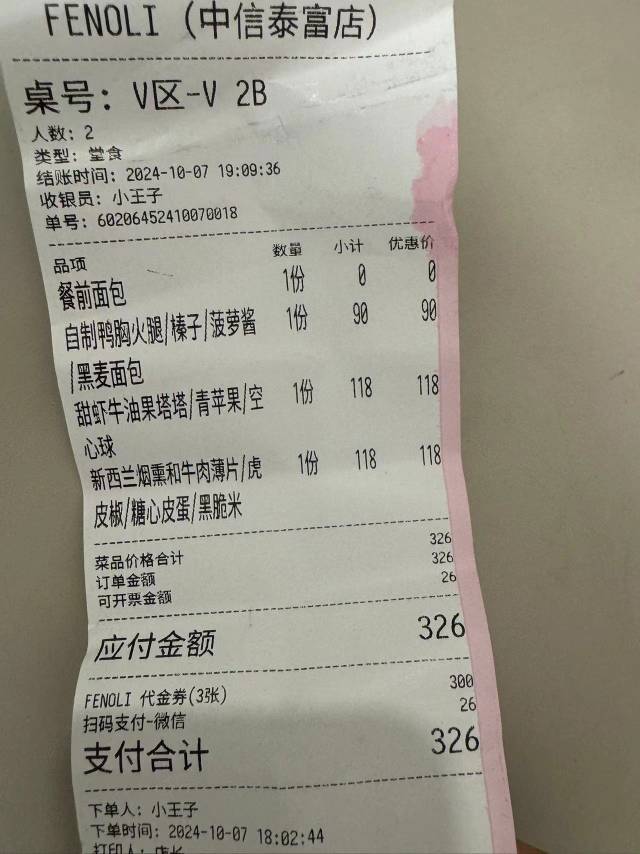 FENOLI (中信泰富店)
桌号: V区-V 2B
人数: 2
类型: 堂食
结账时间: 2024-10-07 19:09:36
收银员: 小王子
单号: 60206452410070018
品项 数量 小计 优惠价
餐前面包 1份 0 0
自制鸭胸火腿/榛子/菠萝酱 1份 90 90
/黑麦面包
甜虾牛油果塔塔/青苹果/空 1份 118 118
心球
新西兰烟熏和牛肉薄片/虎 1份 118 118
皮椒/糖心皮蛋/黑脆米
菜品价格合计 326
订单金额 326
可开票金额 26
应付金额 326
FENOLI 代金券(3张) 300
扫码支付-微信 26
支付合计 326
下单人: 小王子
下单时间: 2024-10-07 18:02:44
打印人: 店长